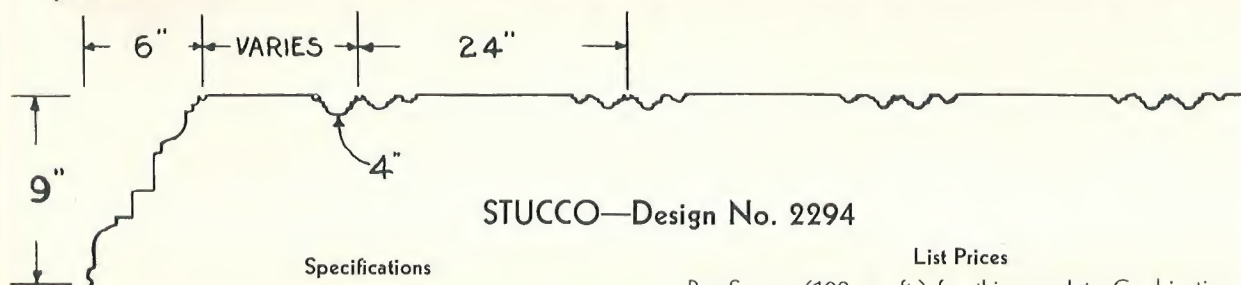 6" VARIES 24"
9"
4"
STUCCO—Design No. 2294
Specifications
List Prices
Per Square (100 sq. ft.) for this complete Combination